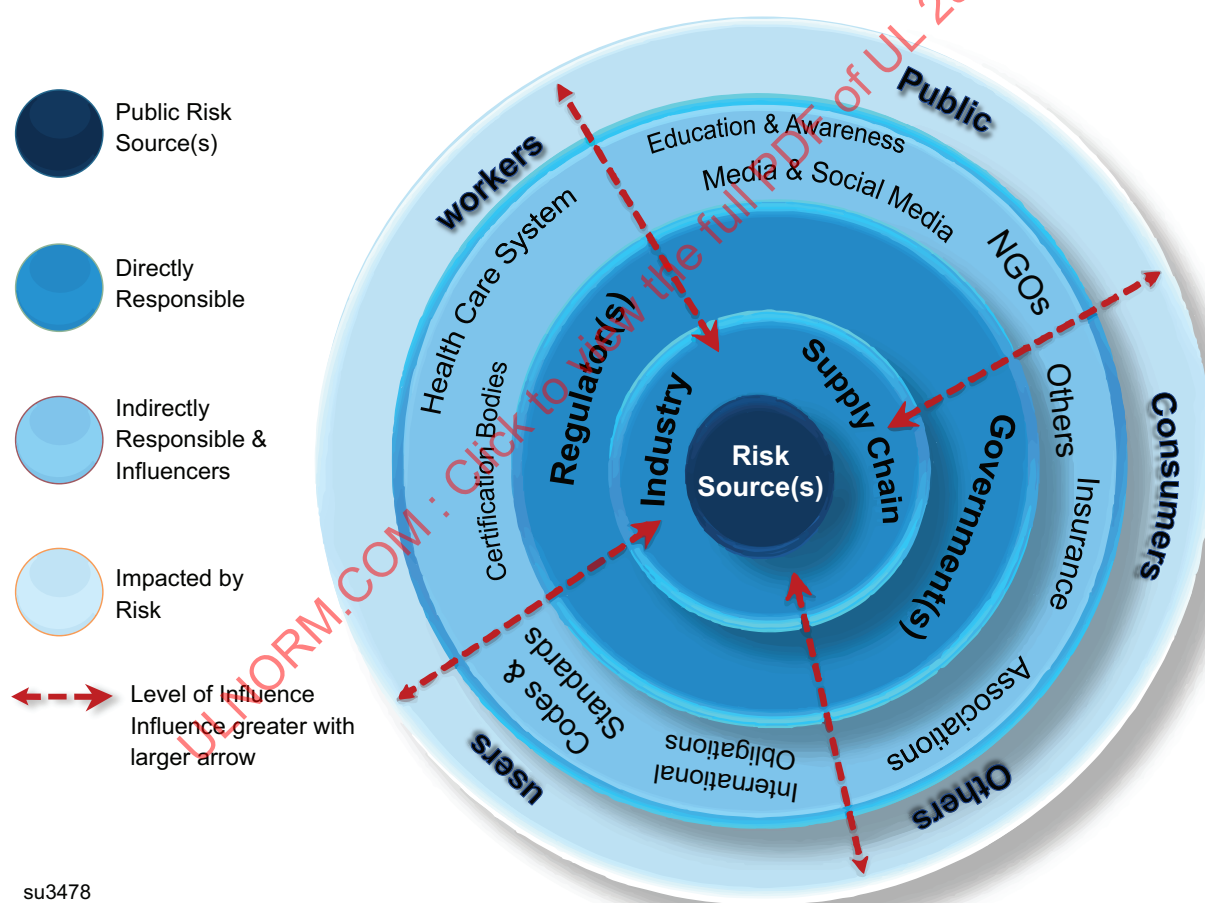 Public Risk
Source(s)
Directly
Responsible
Indirectly
Responsible &
Influencers
Impacted by
Risk
Level of Influence
Influence greater with
larger arrow
su3478
Public
workers
Consumers
users
Others
Education & Awareness
Media & Social Media
Health Care System
NGOs
Others
Certification Bodies
Insurance
Codes &
Standards
International
Obligations
Associations
Regulator(s)
Government(s)
Industry
Supply Chain
Risk
Source(s)
ULNORM.COM : Click to view the full PDF of UL